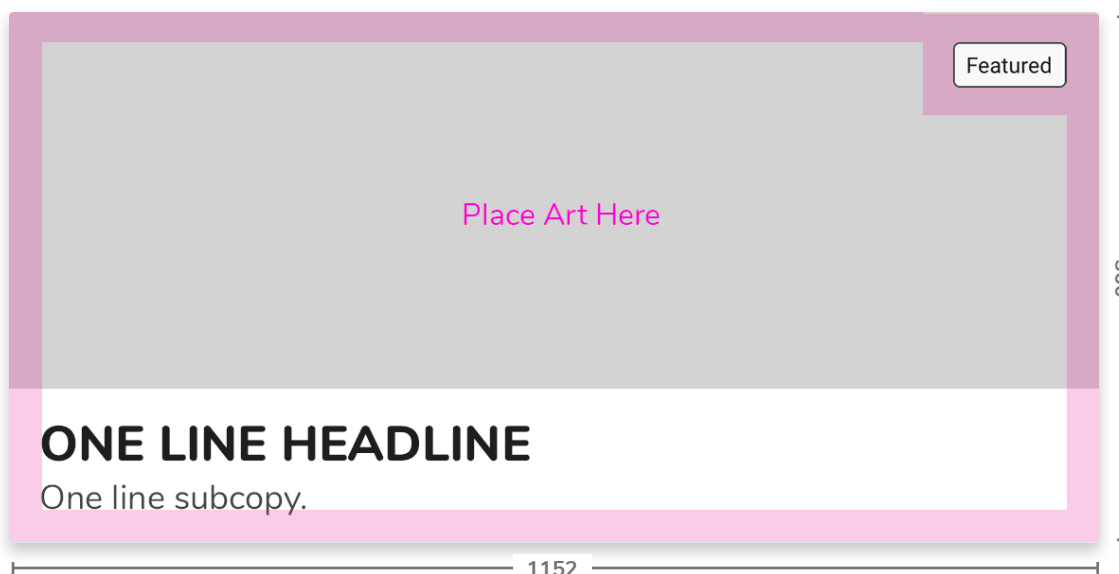 Featured
Place Art Here
ONE LINE HEADLINE
One line subcopy.
1152